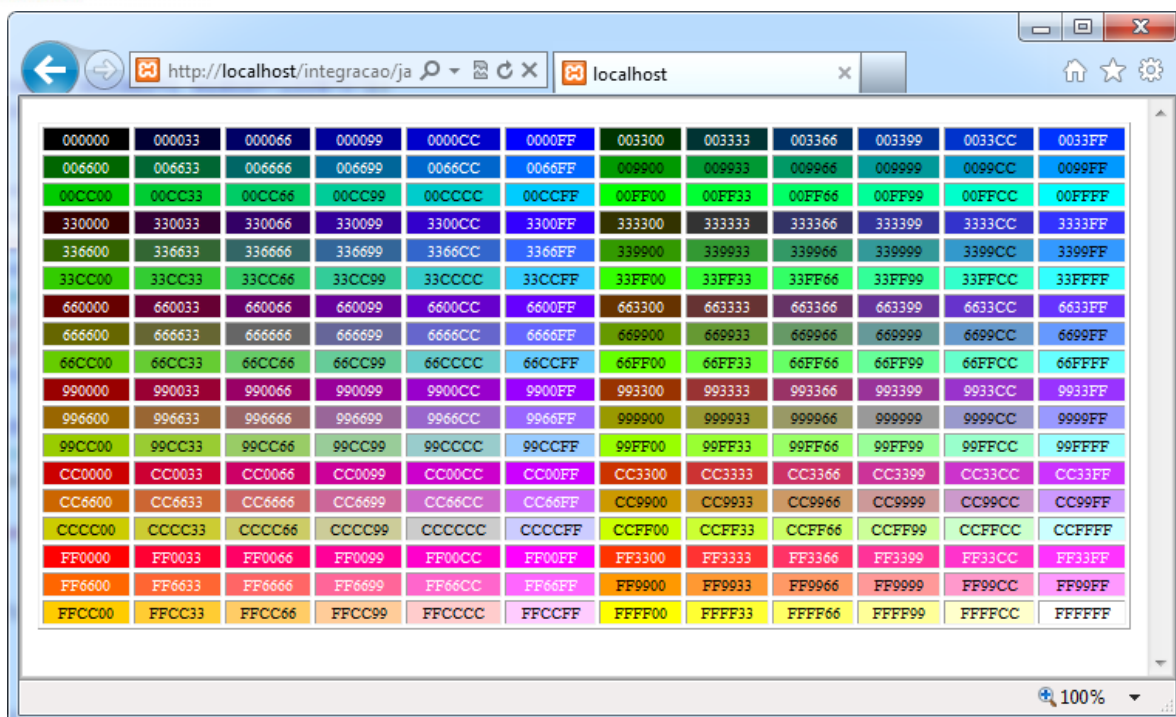 http://localhost/integracao/ja
localhost
000000 000033 000066 000099 0000CC 0000FF 003300 003333 003366 003399 0033CC 0033FF
006600 006633 006666 006699 0066CC 0066FF 009900 009933 009966 009999 0099CC 0099FF
00CC00 00CC33 00CC66 00CC99 00CCCC 00CCFF 00FF00 00FF33 00FF66 00FF99 00FFCC 00FFFF
330000 330033 330066 330099 3300CC 3300FF 333300 333333 333366 333399 3333CC 3333FF
336600 336633 336666 336699 3366CC 3366FF 339900 339933 339966 339999 3399CC 3399FF
33CC00 33CC33 33CC66 33CC99 33CCCC 33CCFF 33FF00 33FF33 33FF66 33FF99 33FFCC 33FFFF
660000 660033 660066 660099 6600CC 6600FF 663300 663333 663366 663399 6633CC 6633FF
666600 666633 666666 666699 6666CC 6666FF 669900 669933 669966 669999 6699CC 6699FF
66CC00 66CC33 66CC66 66CC99 66CCCC 66CCFF 66FF00 66FF33 66FF66 66FF99 66FFCC 66FFFF
990000 990033 990066 990099 9900CC 9900FF 993300 993333 993366 993399 9933CC 9933FF
996600 996633 996666 996699 9966CC 9966FF 999900 999933 999966 999999 9999CC 9999FF
99CC00 99CC33 99CC66 99CC99 99CCCC 99CCFF 99FF00 99FF33 99FF66 99FF99 99FFCC 99FFFF
CC0000 CC0033 CC0066 CC0099 CC00CC CC00FF CC3300 CC3333 CC3366 CC3399 CC33CC CC33FF
CC6600 CC6633 CC6666 CC6699 CC66CC CC66FF CC9900 CC9933 CC9966 CC9999 CC99CC CC99FF
CCCC00 CCCC33 CCCC66 CCCC99 CCCCCC CCCCFF CCFF00 CCFF33 CCFF66 CCFF99 CCFFCC CCFFFF
FF0000 FF0033 FF0066 FF0099 FF00CC FF00FF FF3300 FF3333 FF3366 FF3399 FF33CC FF33FF
FF6600 FF6633 FF6666 FF6699 FF66CC FF66FF FF9900 FF9933 FF9966 FF9999 FF99CC FF99FF
FFCC00 FFCC33 FFCC66 FFCC99 FFCCCC FFCCFF FFFF00 FFFF33 FFFF66 FFFF99 FFFFCC FFFFFF
100%